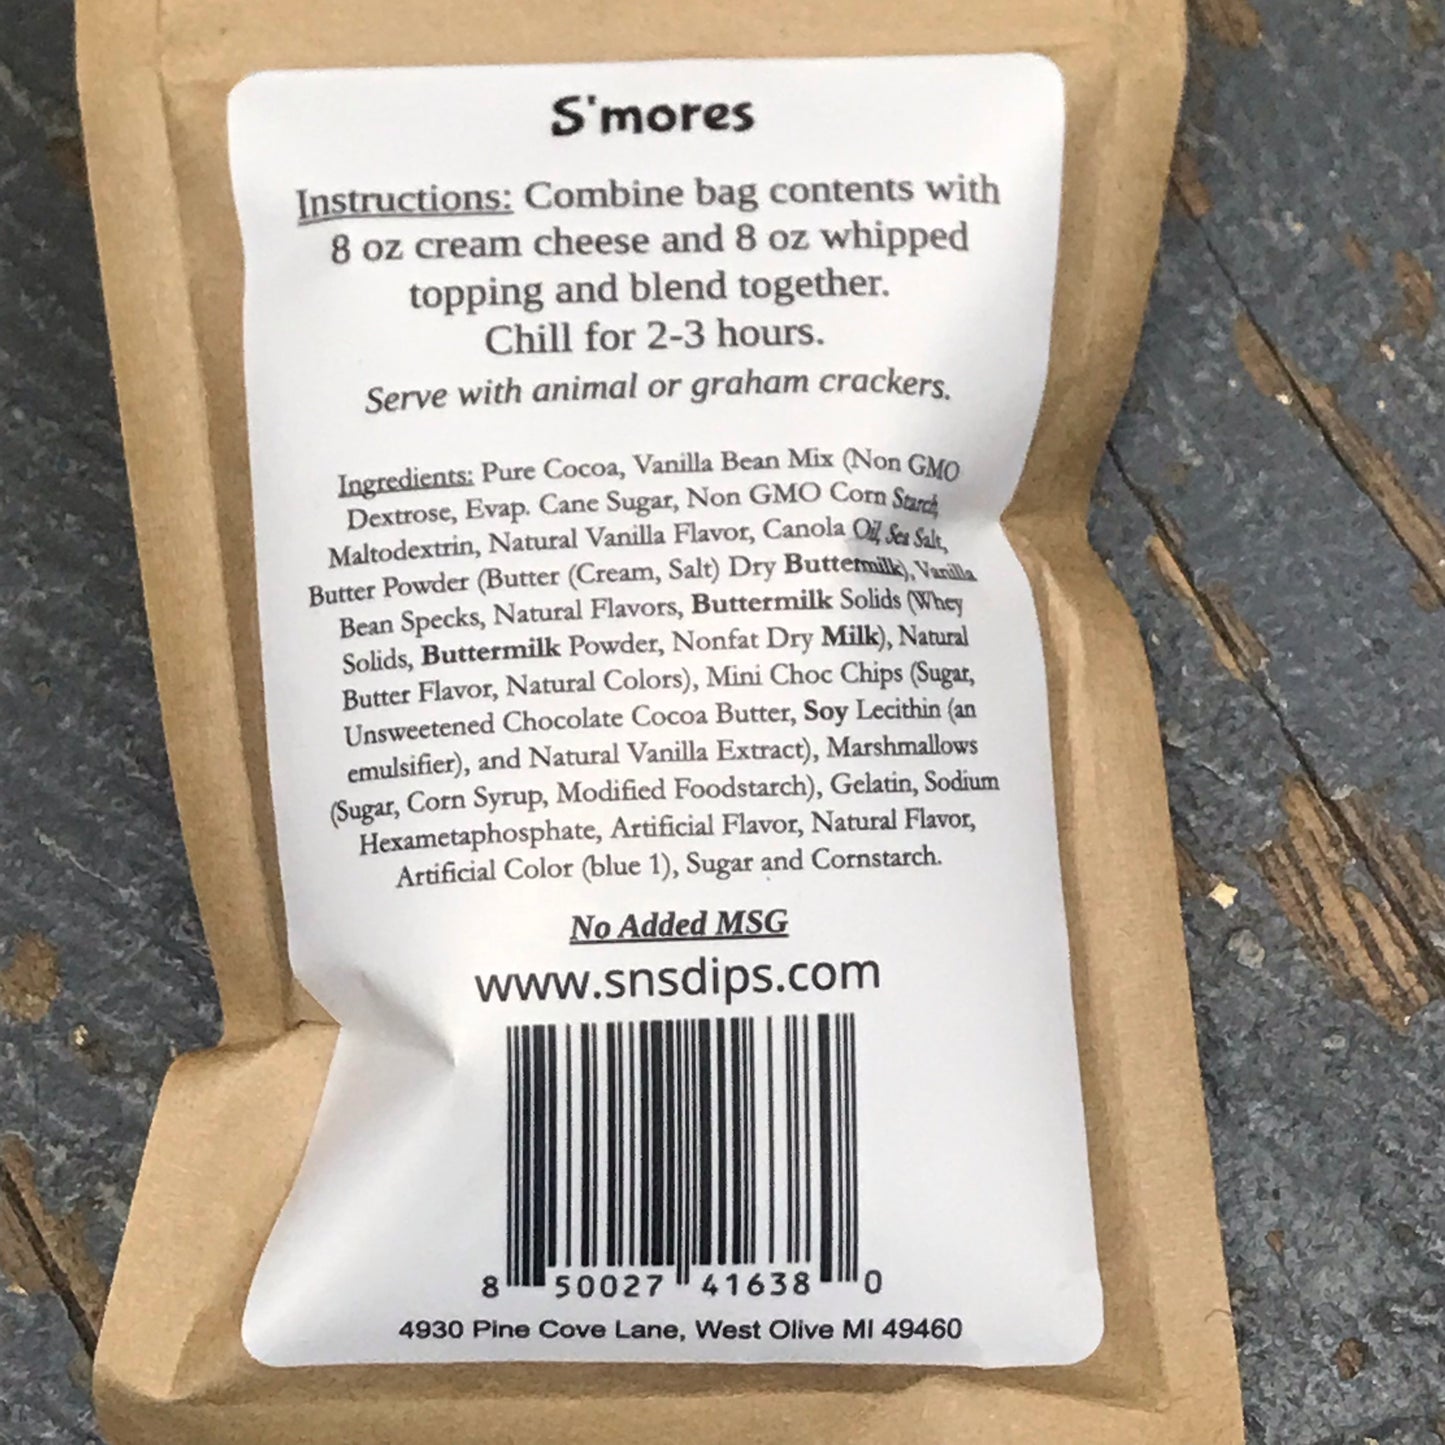 S'mores
Instructions: Combine bag contents with
8 oz cream cheese and 8 oz whipped
topping and blend together.
Chill for 2-3 hours.
Serve with animal or graham crackers.
Ingredients: Pure Cocoa, Vanilla Bean Mix (Non GMO
Dextrose, Evap. Cane Sugar, Non GMO Corn Starch,
Maltodextrin, Natural Vanilla Flavor, Canola Oil, Sea Salt,
Butter Powder (Butter (Cream, Salt) Dry Buttermilk), Vanilla
Bean Specks, Natural Flavors, Buttermilk Solids (Whey
Solids, Buttermilk Powder, Nonfat Dry Milk), Natural
Butter Flavor, Natural Colors), Mini Choc Chips (Sugar,
Unsweetened Chocolate Cocoa Butter, Soy Lecithin (an
emulsifier), and Natural Vanilla Extract), Marshmallows
(Sugar, Corn Syrup, Modified Foodstarch), Gelatin, Sodium
Hexametaphosphate, Artificial Flavor, Natural Flavor,
Artificial Color (blue 1), Sugar and Cornstarch.
No Added MSG
www.snsdips.com
8 50027 41638 0
4930 Pine Cove Lane, West Olive MI 49460